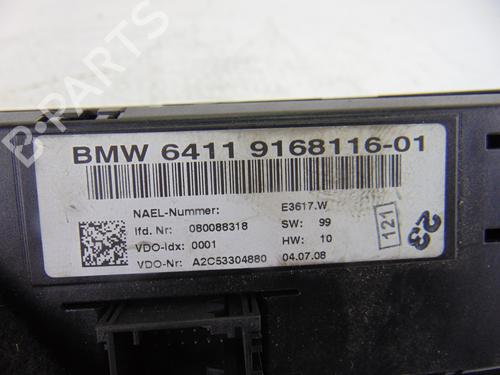 BMW 6411 9168116-01
NAEL-Nummer: E3617.W
lfd. Nr: 080088318 SW: 99
VDO-Idx: 0001 HW: 10
VDO-Nr: A2C53304880 04.07.08
121
23
B-PARTS